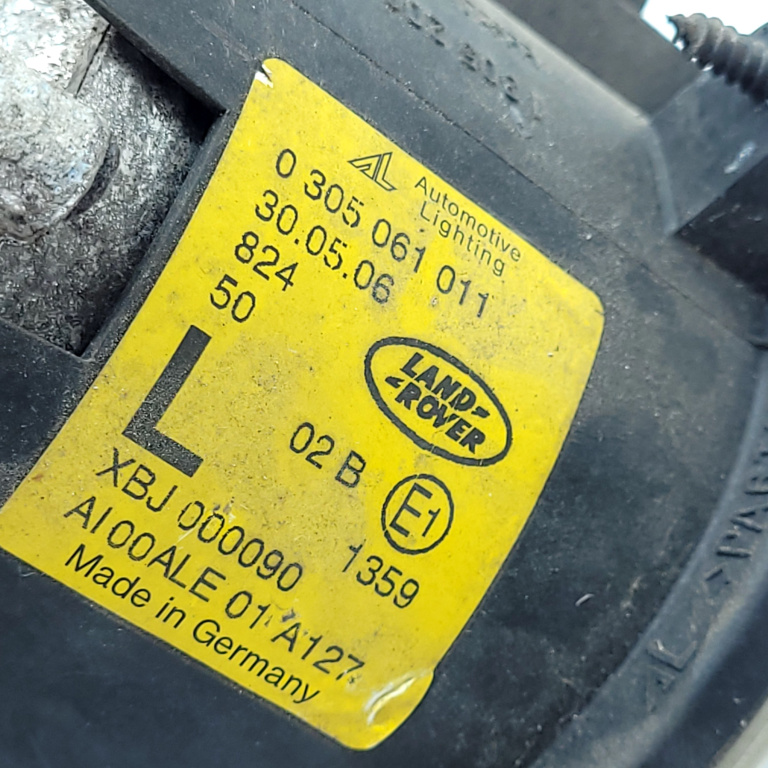 AL Automotive
Lighting
0 305 061 011
30.05.06
824
50
LAND-
-ROVER
L
02 B
E1
XBJ 000090
1359
AI00ALE 01 A127
Made in Germany